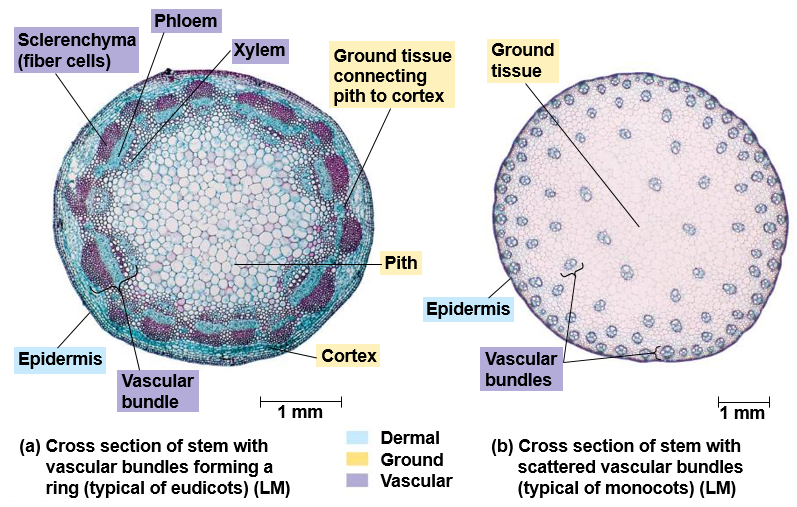 Phloem
Sclerenchyma
(fiber cells)
Xylem
Ground tissue
connecting
pith to cortex
Pith
Cortex
Epidermis
Vascular
bundle
1 mm
(a) Cross section of stem with
vascular bundles forming a
ring (typical of eudicots) (LM)
Dermal
Ground
Vascular
Ground
tissue
Epidermis
Vascular
bundles
1 mm
(b) Cross section of stem with
scattered vascular bundles
(typical of monocots) (LM)